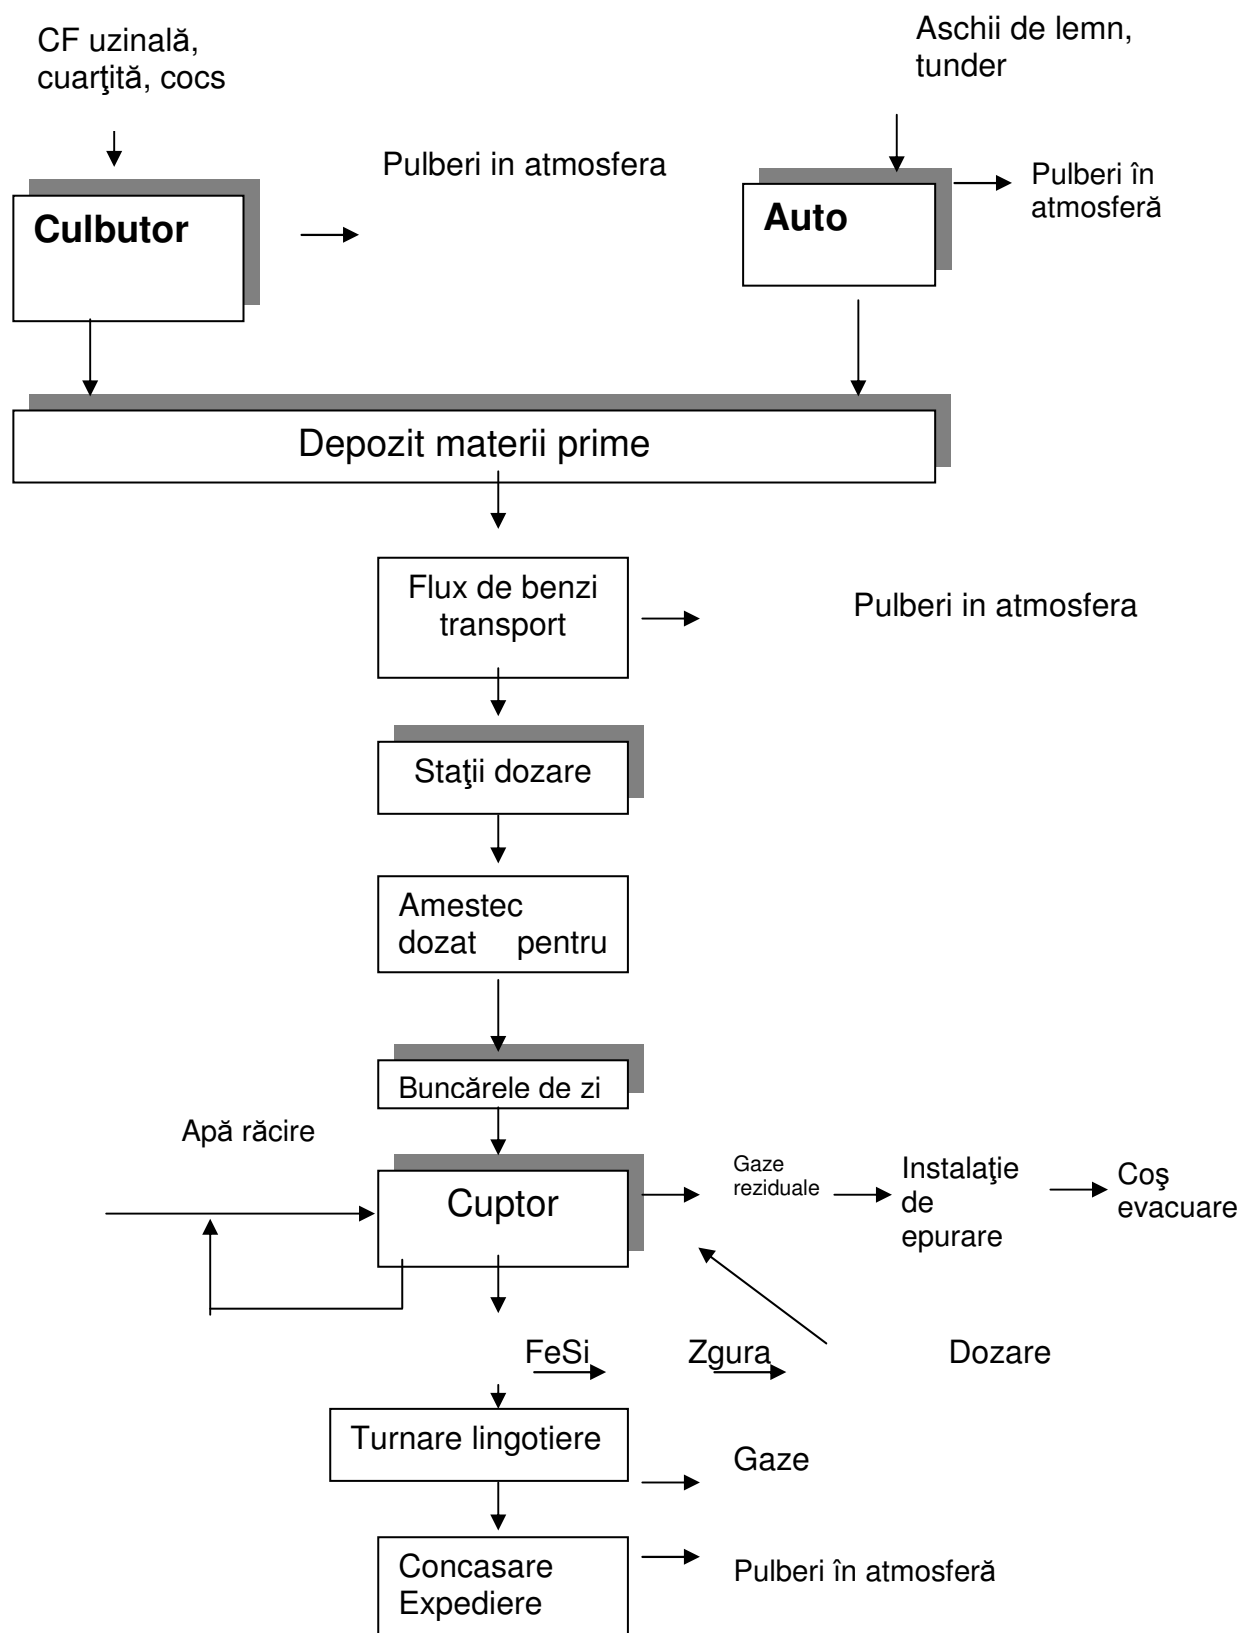 CF uzinală,
cuarţită, cocs
Aschii de lemn,
tunder
Pulberi in atmosfera
Pulberi în
atmosferă
Culbutor
Auto
Depozit materii prime
Flux de benzi
transport
Pulberi in atmosfera
Staţii dozare
Amestec
dozat pentru
Buncărele de zi
Apă răcire
Cuptor
Gaze
reziduale
Instalaţie
de
epurare
Coş
evacuare
FeSi
Zgura
Dozare
Turnare lingotiere
Gaze
Concasare
Expediere
Pulberi în atmosferă